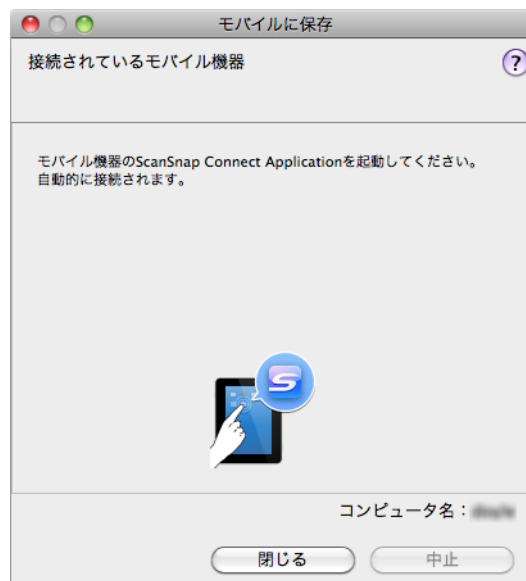 モバイルに保存
接続されているモバイル機器
?
モバイル機器のScanSnap Connect Applicationを起動してください。
自動的に接続されます。
S
コンピュータ名：
閉じる
中止